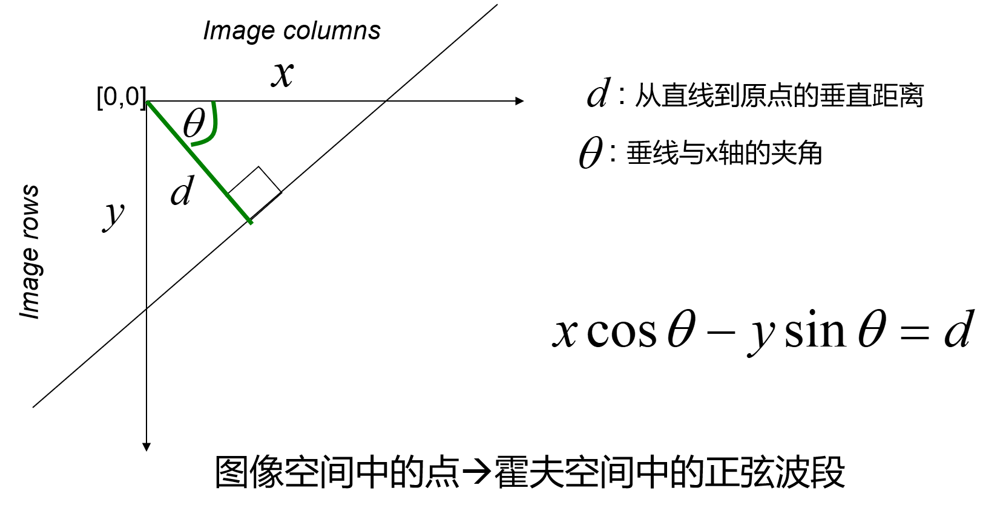 Image columns
x
[0,0]
θ
d
y
Image rows
d：从直线到原点的垂直距离
θ：垂线与x轴的夹角
x cos θ − y sin θ = d
图像空间中的点→霍夫空间中的正弦波段